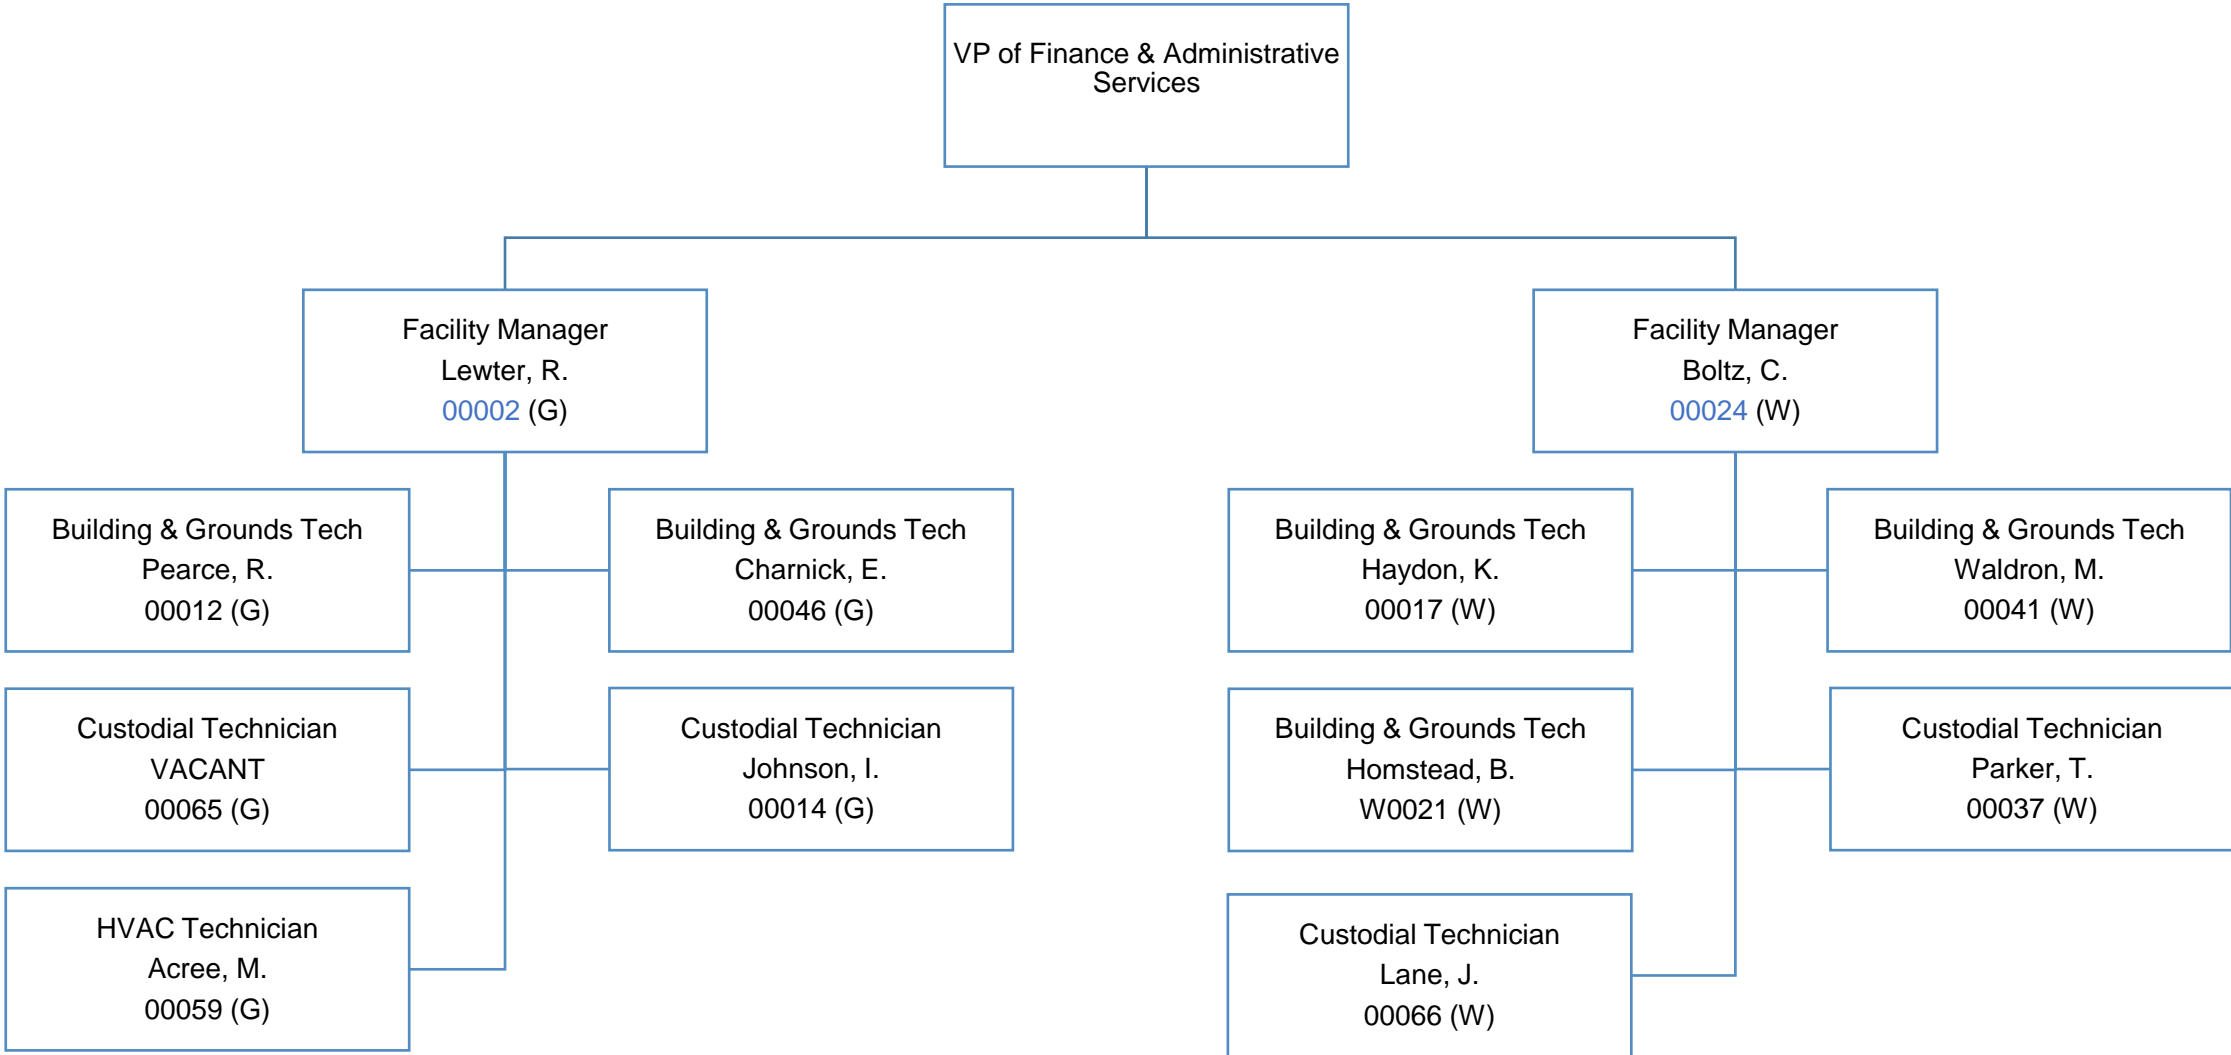 VP of Finance & Administrative
Services
Facility Manager
Lewter, R.
00002 (G)
Facility Manager
Boltz, C.
00024 (W)
Building & Grounds Tech
Pearce, R.
00012 (G)
Building & Grounds Tech
Charnick, E.
00046 (G)
Building & Grounds Tech
Haydon, K.
00017 (W)
Building & Grounds Tech
Waldron, M.
00041 (W)
Custodial Technician
VACANT
00065 (G)
Custodial Technician
Johnson, I.
00014 (G)
Building & Grounds Tech
Homstead, B.
W0021 (W)
Custodial Technician
Parker, T.
00037 (W)
HVAC Technician
Acree, M.
00059 (G)
Custodial Technician
Lane, J.
00066 (W)